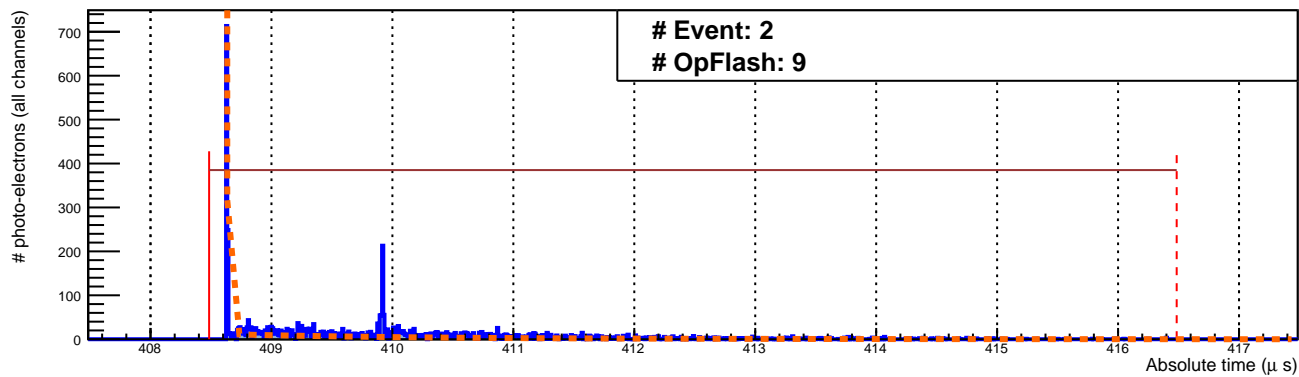 # Event: 2
# OpFlash: 9
# photo-electrons (all channels)
700
600
500
400
300
200
100
0
408 409 410 411 412 413 414 415 416 417
Absolute time (μ s)